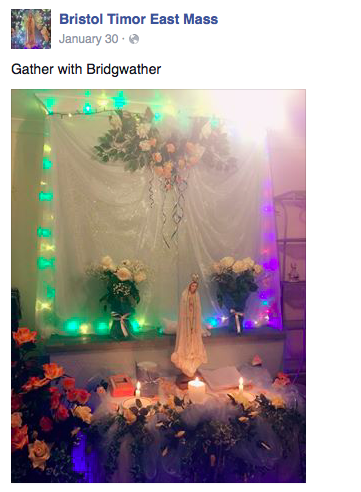 Bristol Timor East Mass
January 30 ·
Gather with Bridgwather